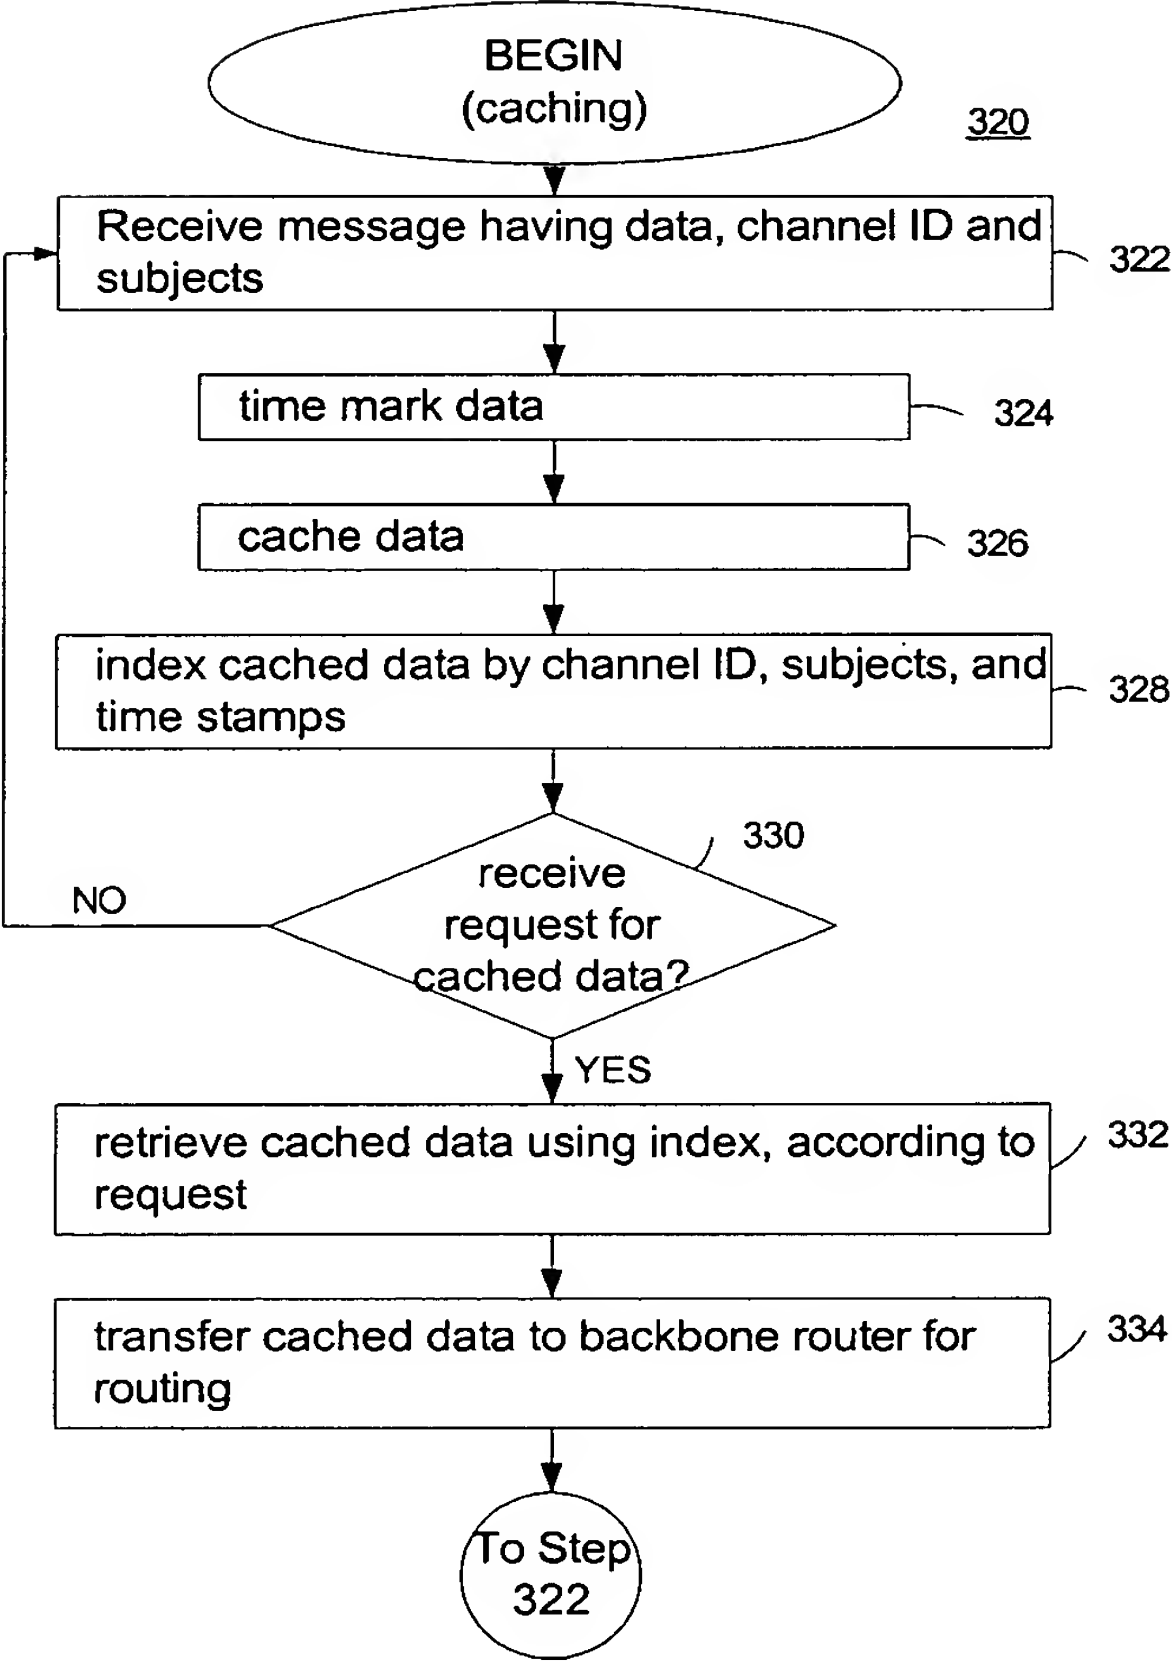 BEGIN
(caching)
320
Receive message having data, channel ID and
subjects
322
time mark data
324
cache data
326
index cached data by channel ID, subjects, and
time stamps
328
330
receive
request for
cached data?
NO
YES
retrieve cached data using index, according to
request
332
transfer cached data to backbone router for
routing
334
To Step
322